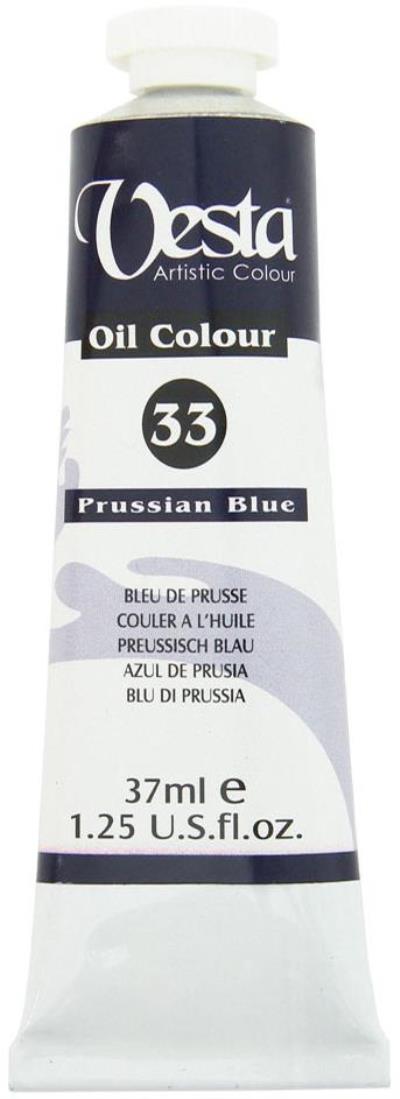 Vesta
Artistic Colour
Oil Colour
33
Prussian Blue
BLEU DE PRUSSE
COULER A L'HUILE
PREUSSISCH BLAU
AZUL DE PRUSIA
BLU DI PRUSSIA
37ml e
1.25 U.S.fl.oz.